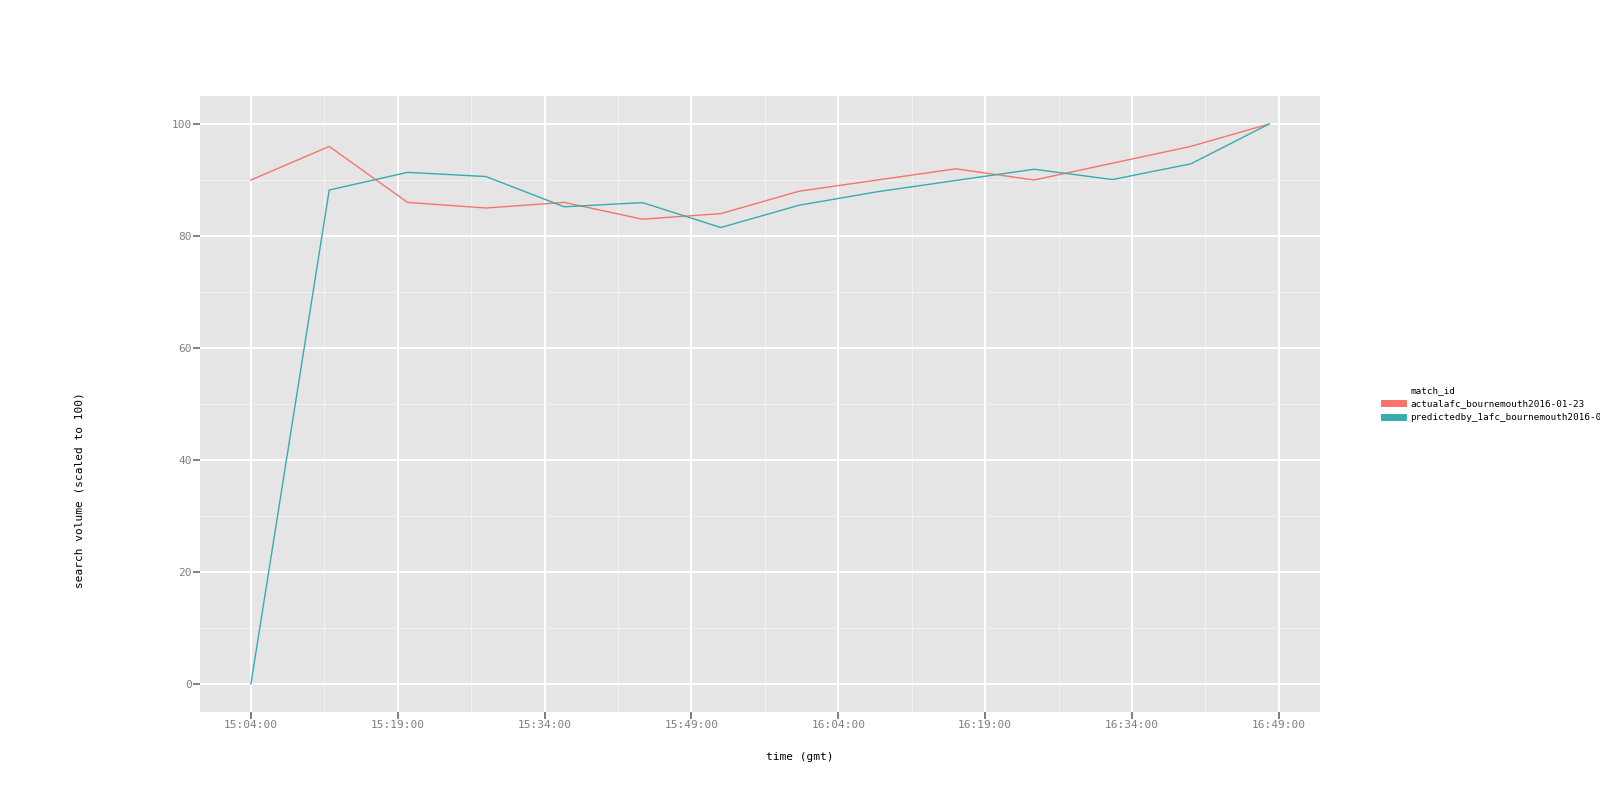 100
80
60
40
20
0
search volume (scaled to 100)
15:04:00 15:19:00 15:34:00 15:49:00 16:04:00 16:19:00 16:34:00 16:49:00
time (gmt)
match_id
actualafc_bournemouth2016-01-23
predictedby_1afc_bournemouth2016-0